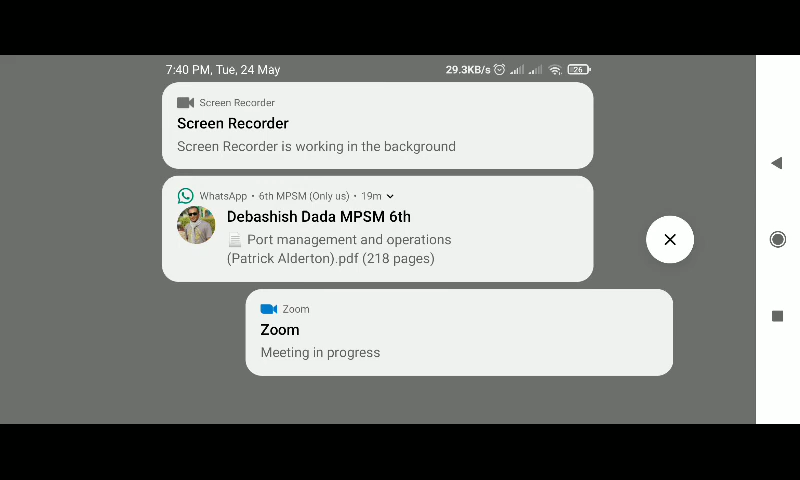 7:40 PM, Tue, 24 May 29.3KB/s 26
Screen Recorder
Screen Recorder
Screen Recorder is working in the background
WhatsApp • 6th MPSM (Only us) • 19m
Debashish Dada MPSM 6th
Port management and operations
(Patrick Alderton).pdf (218 pages)
Zoom
Zoom
Meeting in progress